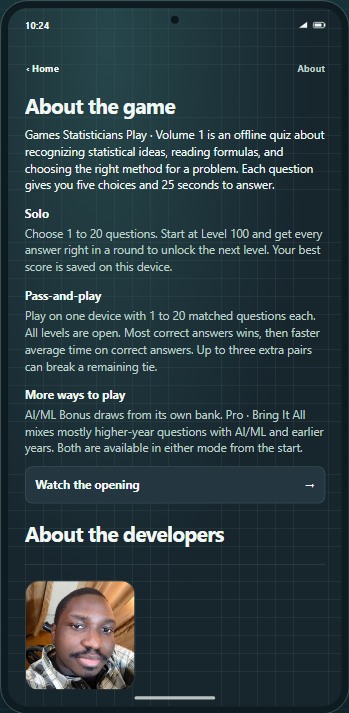 10:24
‹ Home
About
About the game
Games Statisticians Play · Volume 1 is an offline quiz about
recognizing statistical ideas, reading formulas, and
choosing the right method for a problem. Each question
gives you five choices and 25 seconds to answer.
Solo
Choose 1 to 20 questions. Start at Level 100 and get every
answer right in a round to unlock the next level. Your best
score is saved on this device.
Pass-and-play
Play on one device with 1 to 20 matched questions each.
All levels are open. Most correct answers wins, then faster
average time on correct answers. Up to three extra pairs
can break a remaining tie.
More ways to play
AI/ML Bonus draws from its own bank. Pro · Bring It All
mixes mostly higher-year questions with AI/ML and earlier
years. Both are available in either mode from the start.
Watch the opening →
About the developers